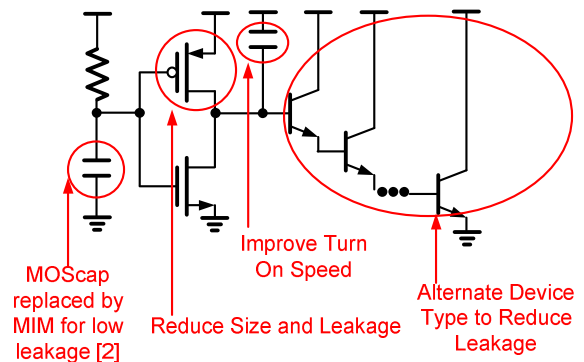 MOScap
replaced by
MIM for low
leakage [2]
Reduce Size and Leakage
Improve Turn
On Speed
Alternate Device
Type to Reduce
Leakage